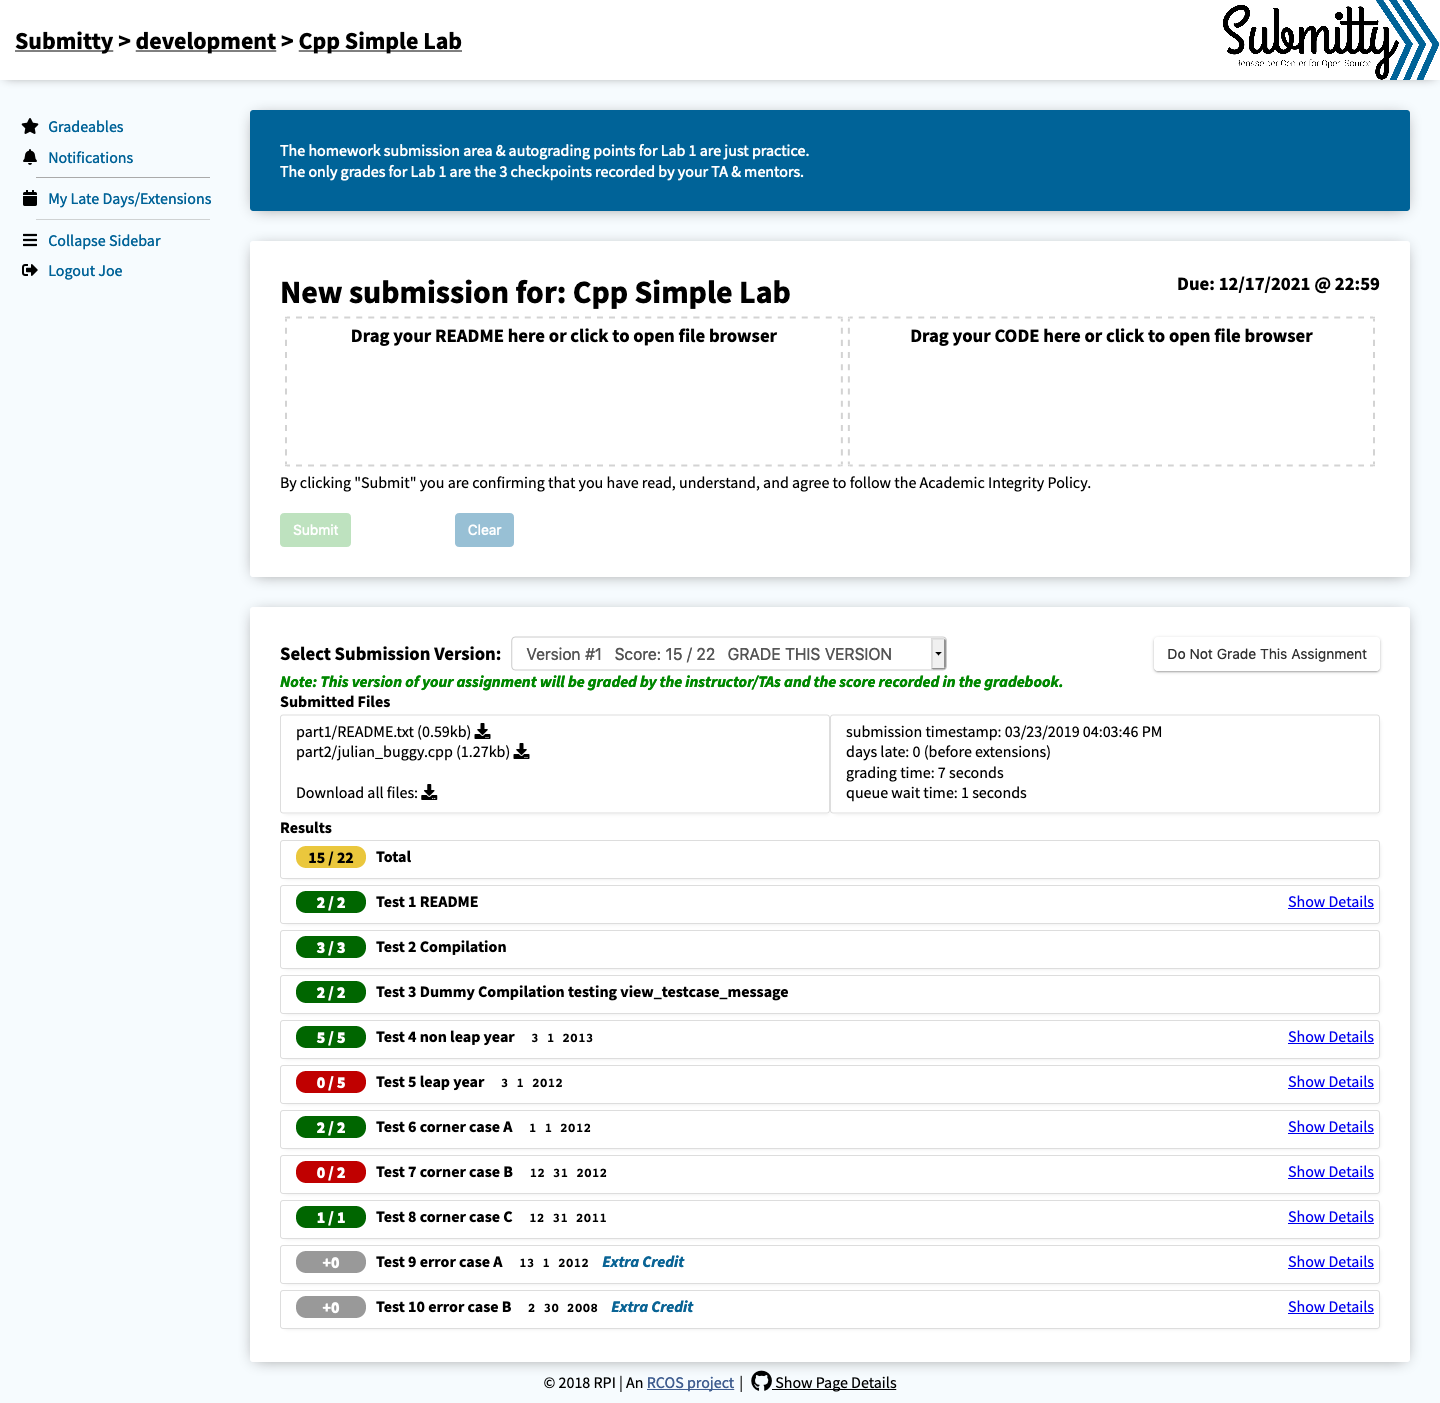 Submitty > development > Cpp Simple Lab
Submitty
Gradeables
Notifications
My Late Days/Extensions
Collapse Sidebar
Logout Joe
The homework submission area & autograding points for Lab 1 are just practice.
The only grades for Lab 1 are the 3 checkpoints recorded by your TA & mentors.
New submission for: Cpp Simple Lab
Due: 12/17/2021 @ 22:59
Drag your README here or click to open file browser
Drag your CODE here or click to open file browser
By clicking "Submit" you are confirming that you have read, understand, and agree to follow the Academic Integrity Policy.
Submit
Clear
Select Submission Version:
Version #1 Score: 15 / 22 GRADE THIS VERSION
Do Not Grade This Assignment
Note: This version of your assignment will be graded by the instructor/TAs and the score recorded in the gradebook.
Submitted Files
part1/README.txt (0.59kb)
part2/julian_buggy.cpp (1.27kb)
Download all files:
submission timestamp: 03/23/2019 04:03:46 PM
days late: 0 (before extensions)
grading time: 7 seconds
queue wait time: 1 seconds
Results
15 / 22 Total
2 / 2 Test 1 README Show Details
3 / 3 Test 2 Compilation
2 / 2 Test 3 Dummy Compilation testing view_testcase_message
5 / 5 Test 4 non leap year 3 1 2013 Show Details
0 / 5 Test 5 leap year 3 1 2012 Show Details
2 / 2 Test 6 corner case A 1 1 2012 Show Details
0 / 2 Test 7 corner case B 12 31 2012 Show Details
1 / 1 Test 8 corner case C 12 31 2011 Show Details
+0 Test 9 error case A 13 1 2012 Extra Credit Show Details
+0 Test 10 error case B 2 30 2008 Extra Credit Show Details
© 2018 RPI | An RCOS project | Show Page Details